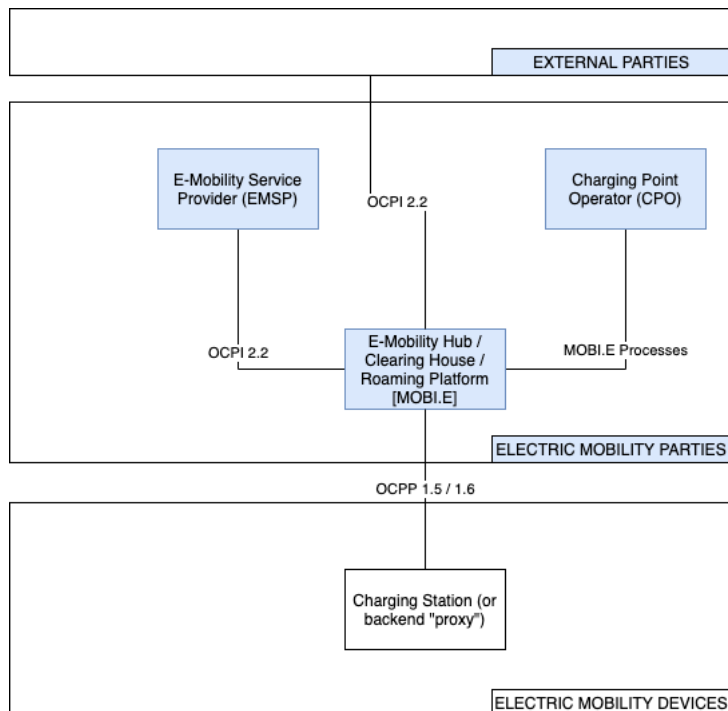 EXTERNAL PARTIES
E-Mobility Service
Provider (EMSP)
Charging Point
Operator (CPO)
OCPI 2.2
OCPI 2.2
MOBI.E Processes
E-Mobility Hub /
Clearing House /
Roaming Platform
[MOBI.E]
ELECTRIC MOBILITY PARTIES
OCPP 1.5 / 1.6
Charging Station (or
backend "proxy")
ELECTRIC MOBILITY DEVICES